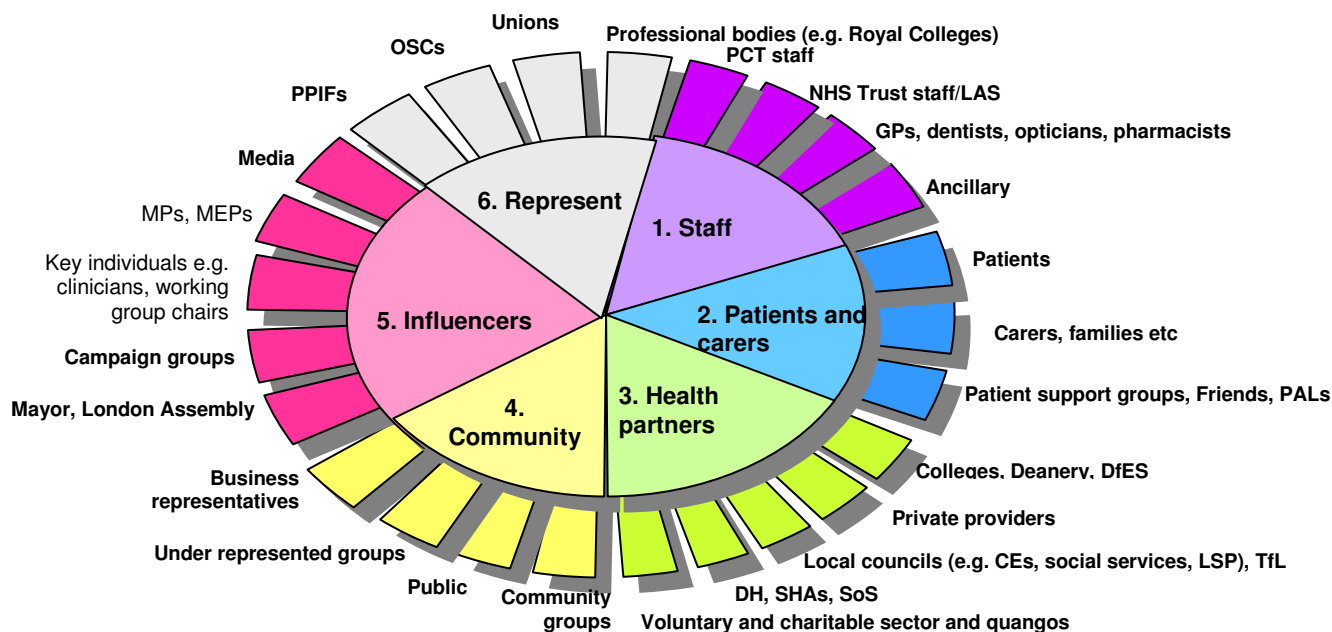 Unions
Professional bodies (e.g. Royal Colleges)
OSCs
PCT staff
PPIFs
NHS Trust staff/LAS
GPs, dentists, opticians, pharmacists
Media
Ancillary
6. Represent
1. Staff
MPs, MEPs
Patients
Key individuals e.g.
clinicians, working
group chairs
5. Influencers
2. Patients and
carers
Carers, families etc
Campaign groups
Patient support groups, Friends, PALs
Mayor, London Assembly
4.
Community
3. Health
partners
Business
representatives
Colleges, Deanery, DfES
Private providers
Under represented groups
Local councils (e.g. CEs, social services, LSP), TfL
Public
Community
groups
DH, SHAs, SoS
Voluntary and charitable sector and quangos